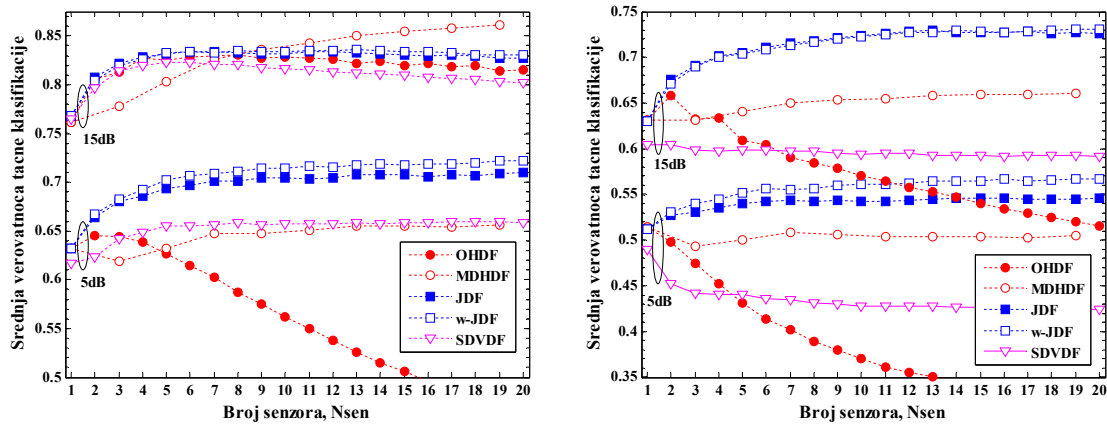 Srednja verovatnoca tacne klasifikacije
0.9
0.85
0.8
0.75
0.7
0.65
0.6
0.55
0.5
15dB
5dB
OHDF
MDHDF
JDF
w-JDF
SDVDF
1 2 3 4 5 6 7 8 9 10 11 12 13 14 15 16 17 18 19 20
Broj senzora, Nsen
Srednja verovatnoca tacne klasifikacije
0.75
0.7
0.65
0.6
0.55
0.5
0.45
0.4
0.35
15dB
5dB
OHDF
MDHDF
JDF
w-JDF
SDVDF
1 2 3 4 5 6 7 8 9 10 11 12 13 14 15 16 17 18 19 20
Broj senzora, Nsen